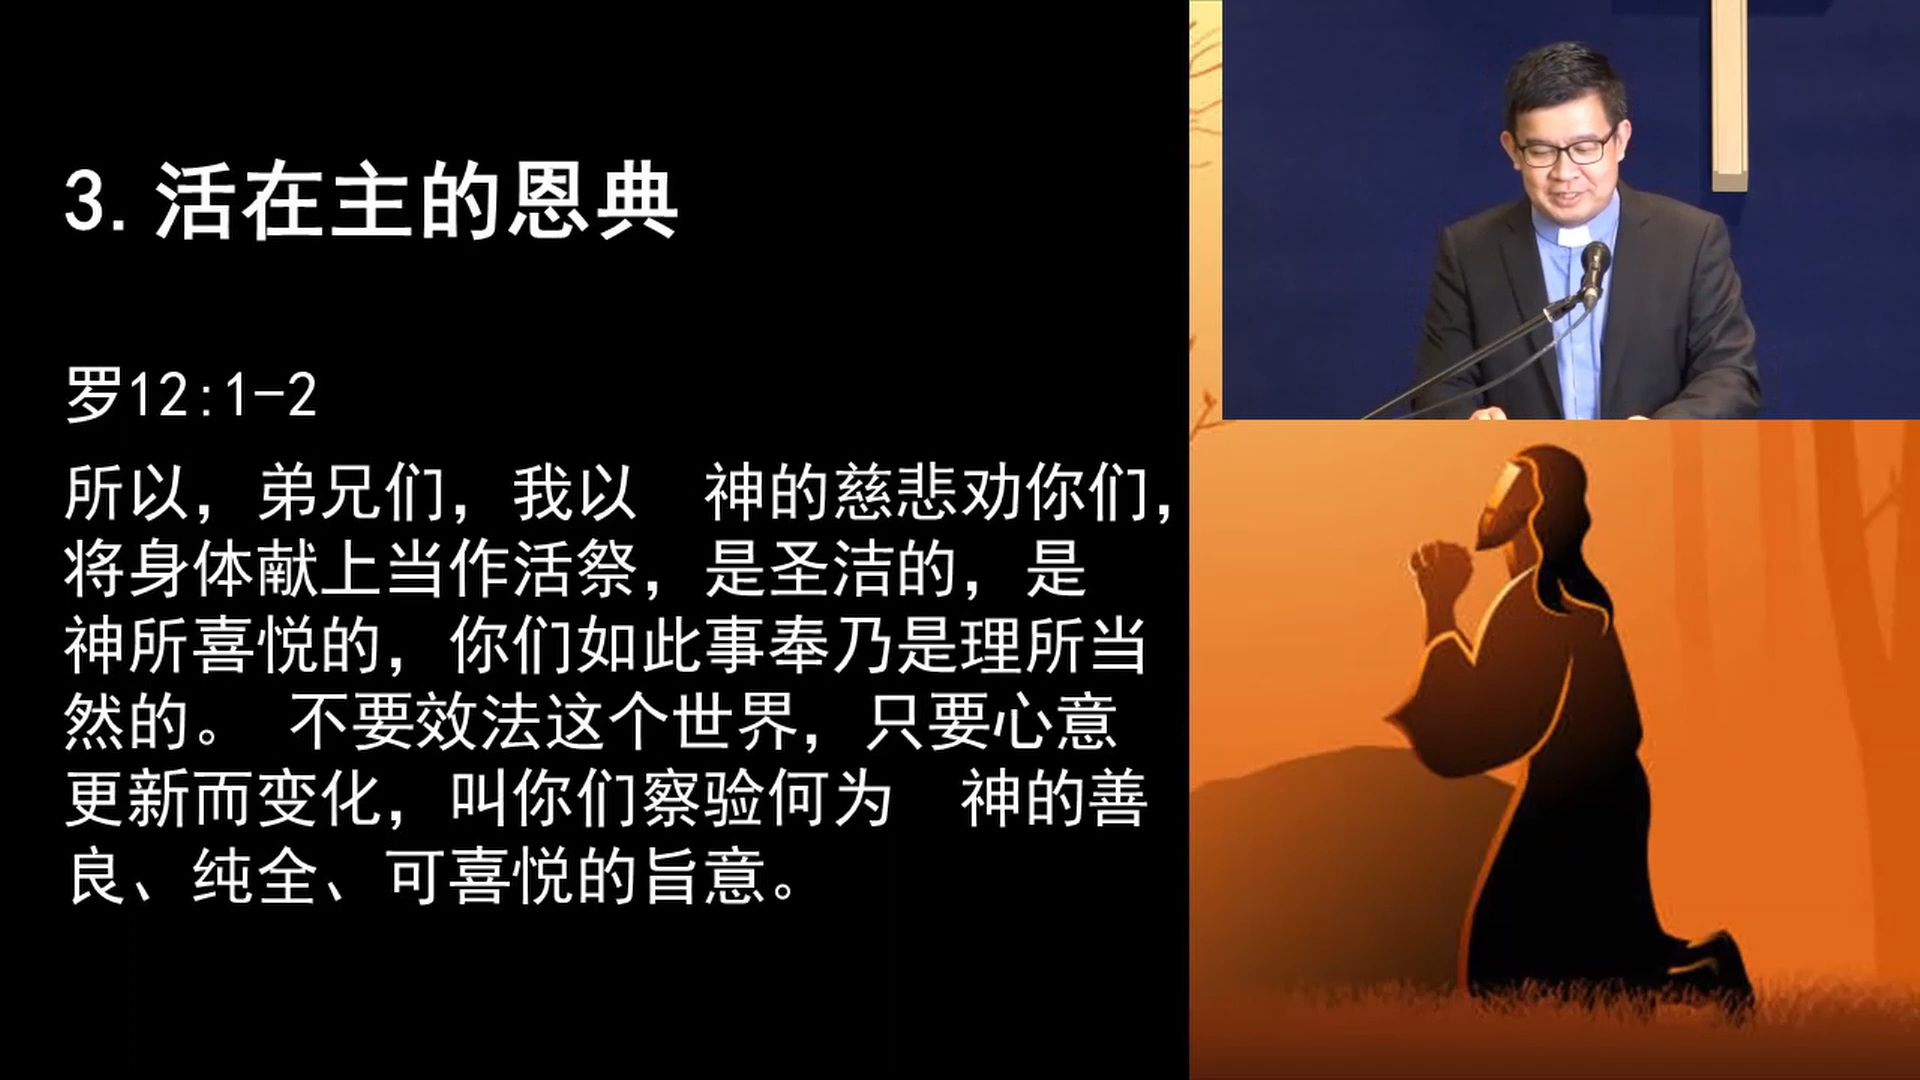 3. 活在主的恩典
罗12:1-2
所以，弟兄们，我以　神的慈悲劝你们，
将身体献上当作活祭，是圣洁的，是
神所喜悦的，你们如此事奉乃是理所当
然的。 不要效法这个世界，只要心意
更新而变化，叫你们察验何为　神的善
良、纯全、可喜悦的旨意。